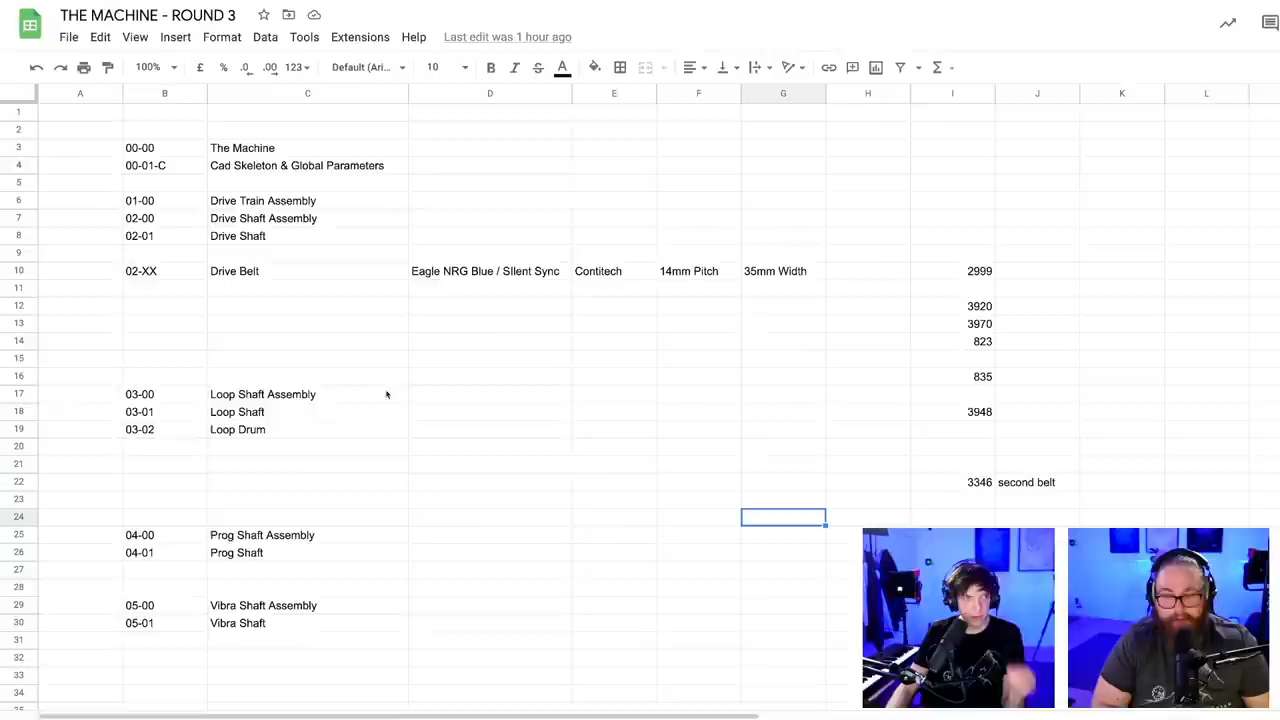 THE MACHINE - ROUND 3
File Edit View Insert Format Data Tools Extensions Help Last edit was 1 hour ago
100% £ % .0 .00 123 Default (Ari... 10 B I S A Σ
A B C D E F G H I J K L
1
2
3 00-00 The Machine
4 00-01-C Cad Skeleton & Global Parameters
5
6 01-00 Drive Train Assembly
7 02-00 Drive Shaft Assembly
8 02-01 Drive Shaft
9
10 02-XX Drive Belt Eagle NRG Blue / SIlent Sync Contitech 14mm Pitch 35mm Width 2999
11
12 3920
13 3970
14 823
15
16 835
17 03-00 Loop Shaft Assembly
18 03-01 Loop Shaft 3948
19 03-02 Loop Drum
20
21
22 3346 second belt
23
24
25 04-00 Prog Shaft Assembly
26 04-01 Prog Shaft
27
28
29 05-00 Vibra Shaft Assembly
30 05-01 Vibra Shaft
31
32
33
34
35